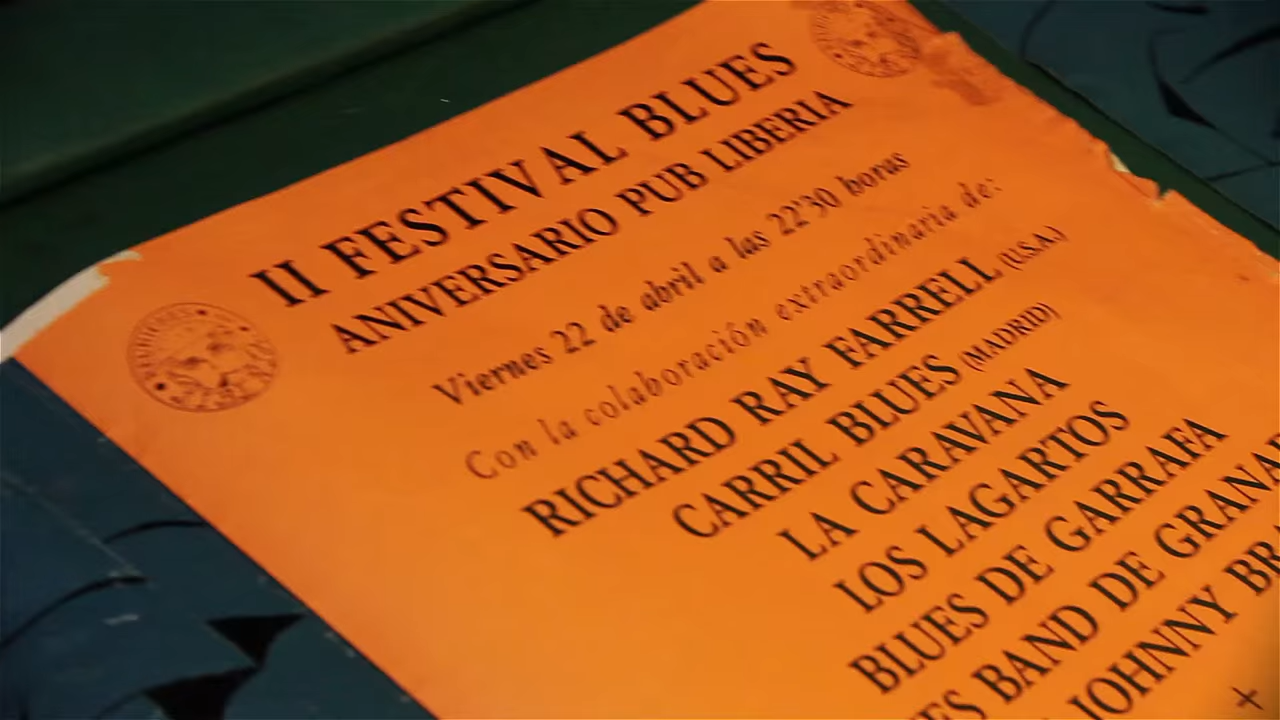 II FESTIVAL BLUES
ANIVERSARIO PUB LIBERIA
Viernes 22 de abril a las 22'30 horas
Con la colaboración extraordinaria de:
RICHARD RAY FARRELL (U.S.A.)
CARRIL BLUES (MADRID)
LA CARAVANA
LOS LAGARTOS
BLUES DE GARRAFA
BAND DE
JOHNNY
+